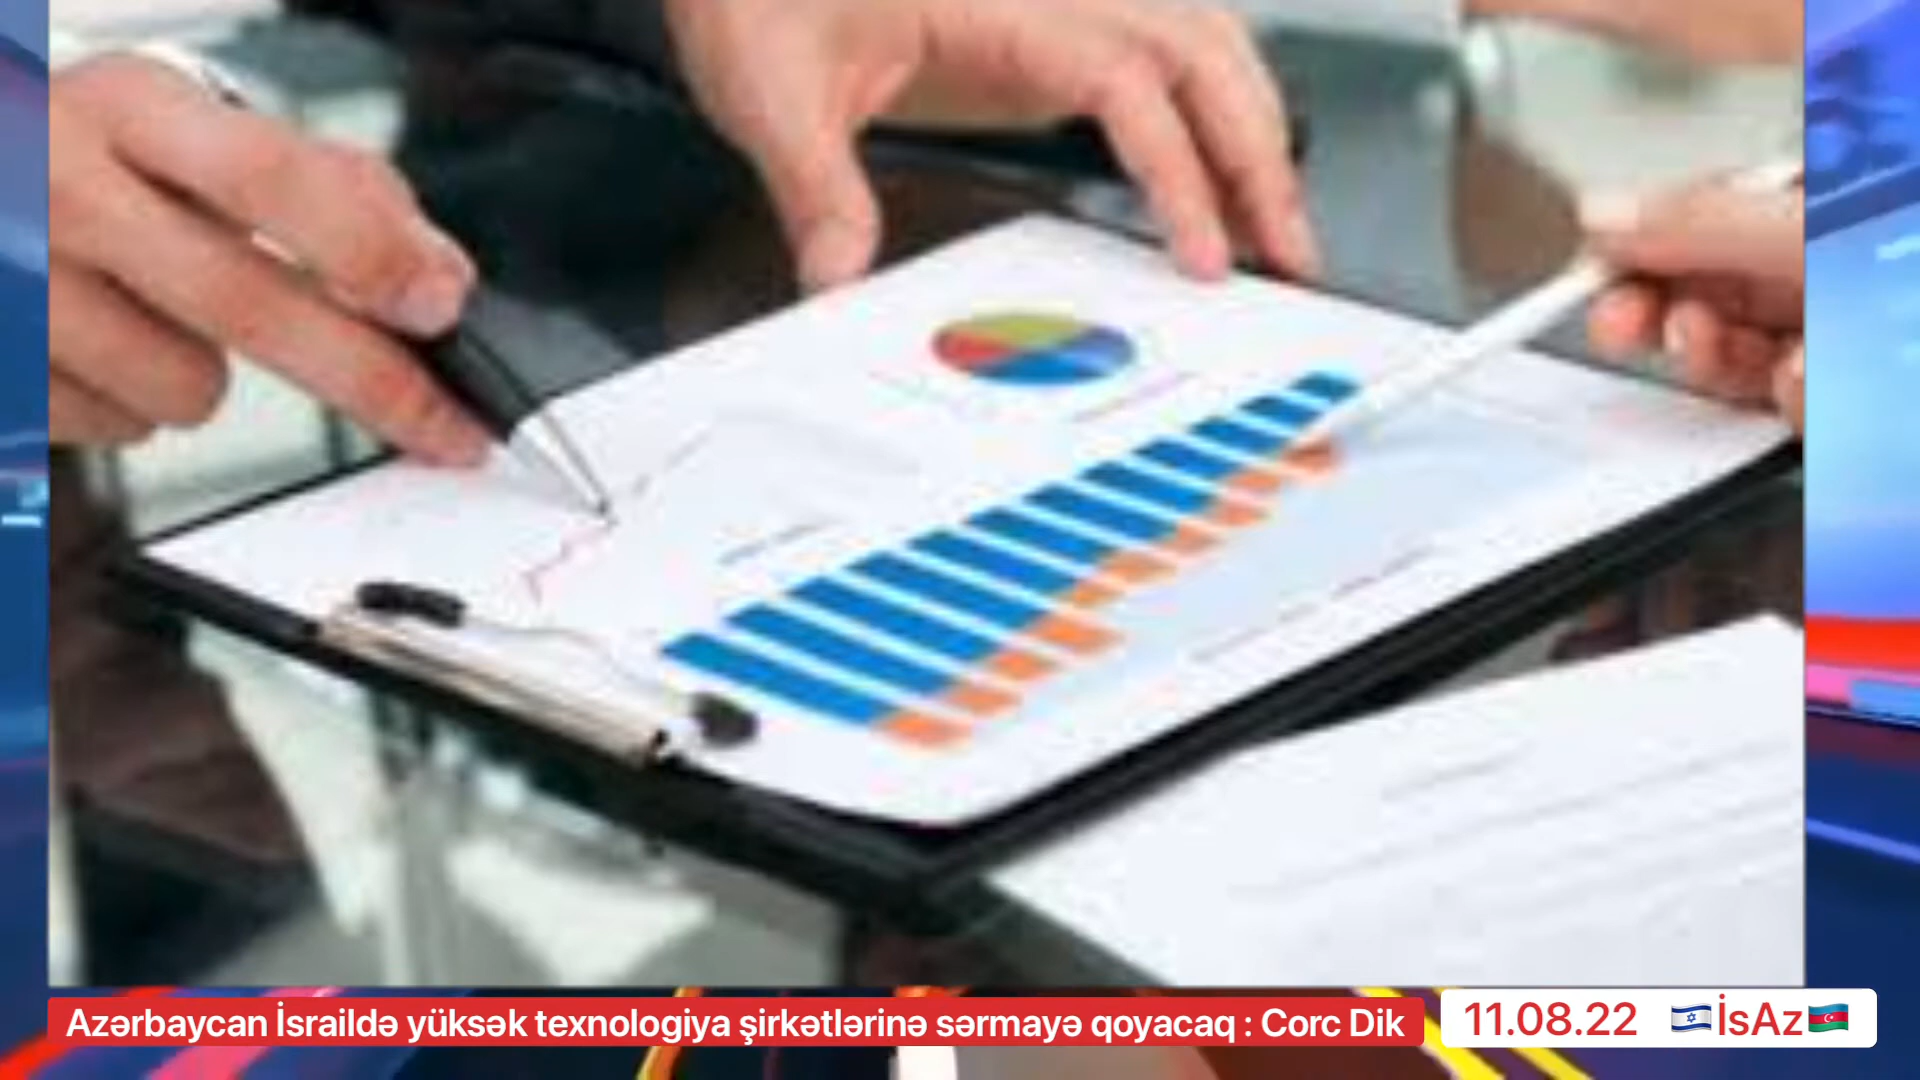 Azərbaycan İsraildə yüksək texnologiya şirkətlərinə sərmayə qoyacaq : Corc Dik
11.08.22 🇮🇱İsAz🇦🇿